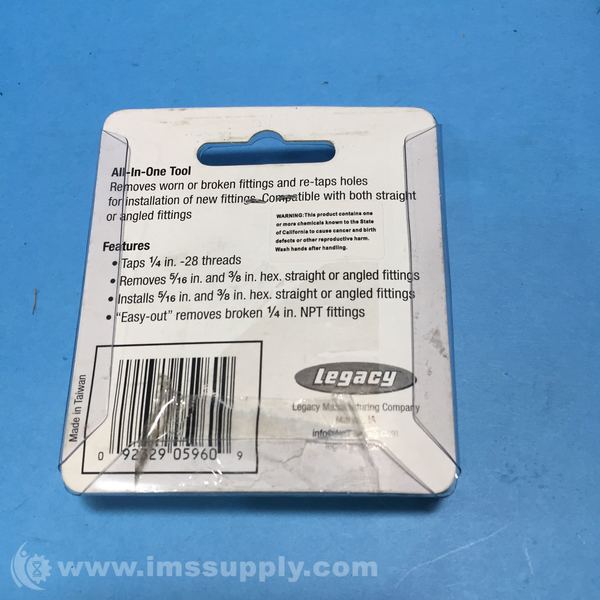 All-In-One Tool
Removes worn or broken fittings and re-taps holes
for installation of new fittings. Compatible with both straight
or angled fittings
WARNING: This product contains one
or more chemicals known to the State
of California to cause cancer and birth
defects or other reproductive harm.
Wash hands after handling.
Features
• Taps 1/4 in. -28 threads
• Removes 5/16 in. and 3/8 in. hex. straight or angled fittings
• Installs 5/16 in. and 3/8 in. hex. straight or angled fittings
• "Easy-out" removes broken 1/4 in. NPT fittings
Made in Taiwan
0 92329 05960 9
Legacy
Legacy Manufacturing Company
IA
www.imssupply.com